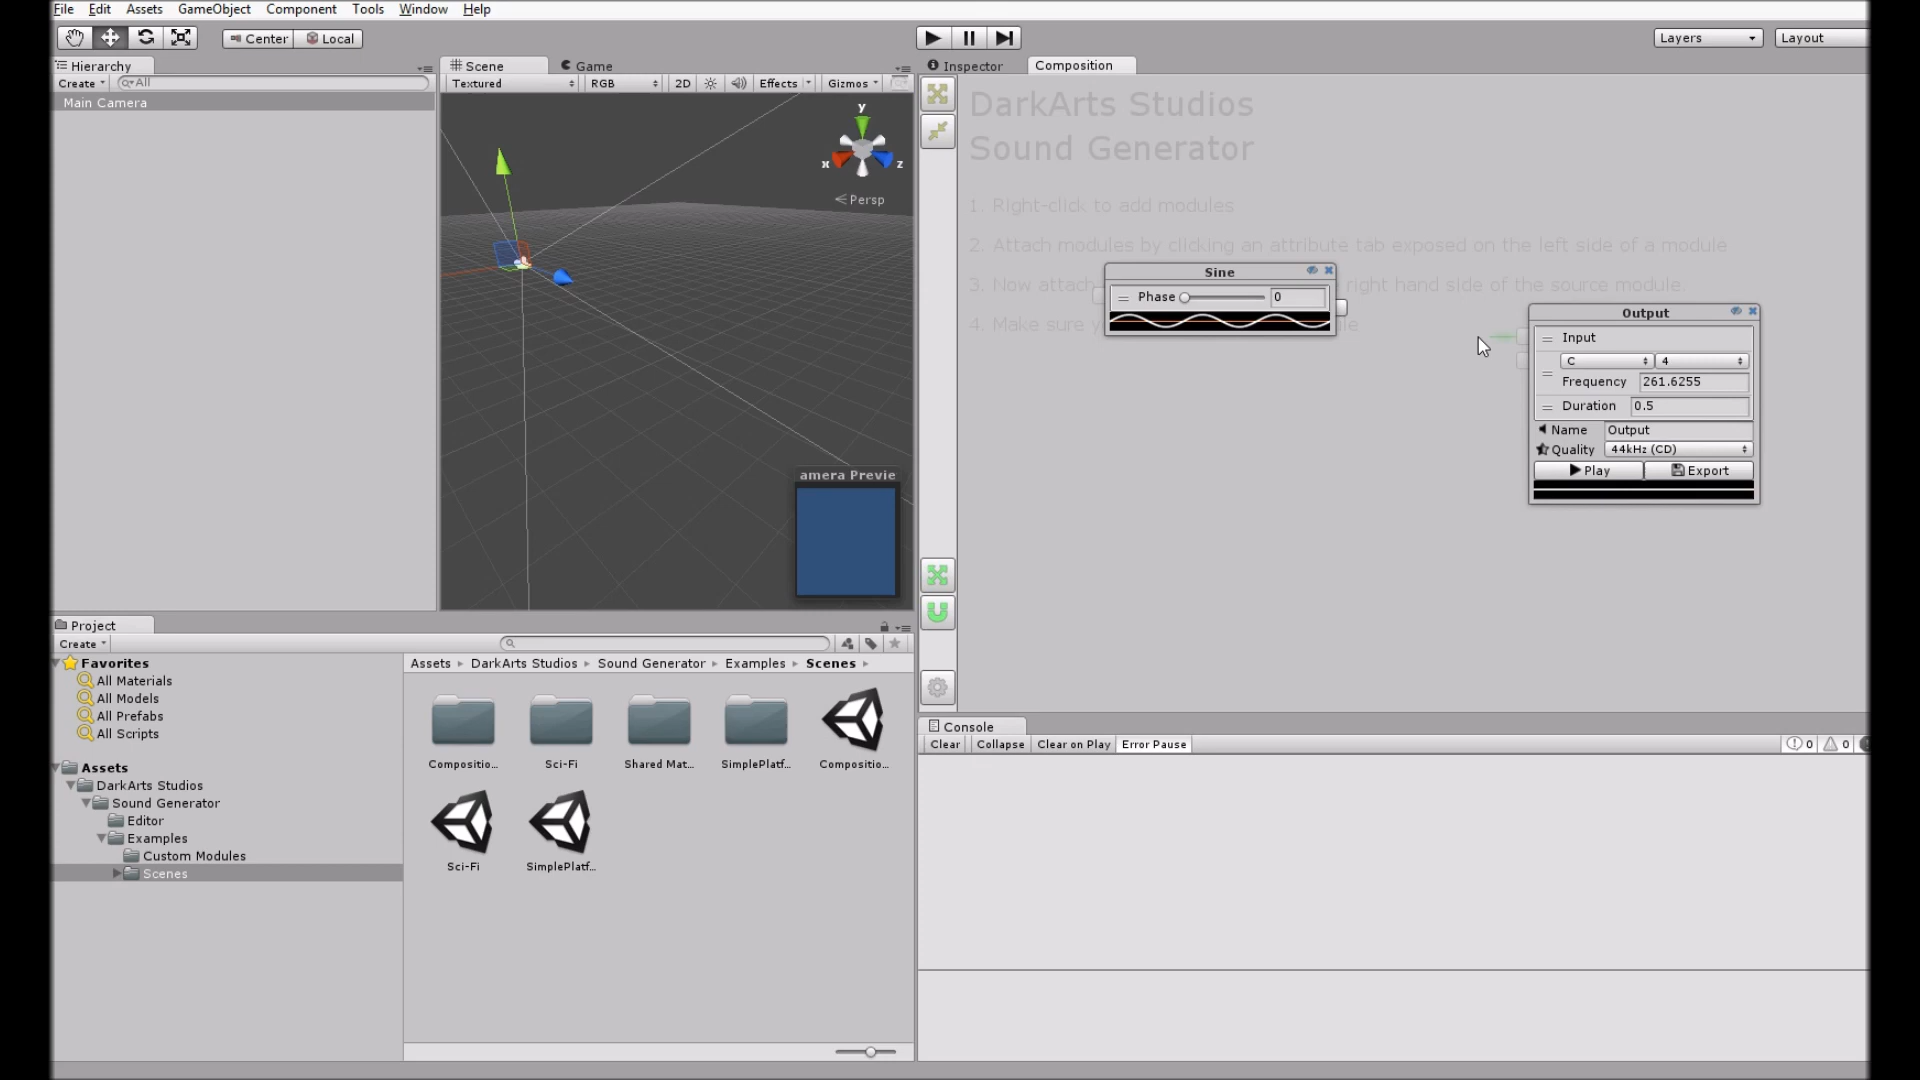 File Edit Assets GameObject Component Tools Window Help
Center Local
Layers Layout
Hierarchy
Create All
Main Camera
Scene Game
Textured RGB 2D Effects Gizmos
y
x z
Persp
amera Previe
Inspector Composition
DarkArts Studios
Sound Generator
1. Right-click to add modules
2. Attach modules by clicking an attribute tab exposed on the left side of a module
3. Now attach right hand side of the source module.
4. Make sure
Sine
Phase 0
Output
Input
C 4
Frequency 261.6255
Duration 0.5
Name Output
Quality 44kHz (CD)
Play Export
Project
Create
Favorites
All Materials
All Models
All Prefabs
All Scripts
Assets
DarkArts Studios
Sound Generator
Editor
Examples
Custom Modules
Scenes
Assets DarkArts Studios Sound Generator Examples Scenes
Compositio... Sci-Fi Shared Mat... SimplePlatf... Compositio...
Sci-Fi SimplePlatf...
Console
Clear Collapse Clear on Play Error Pause 0 0